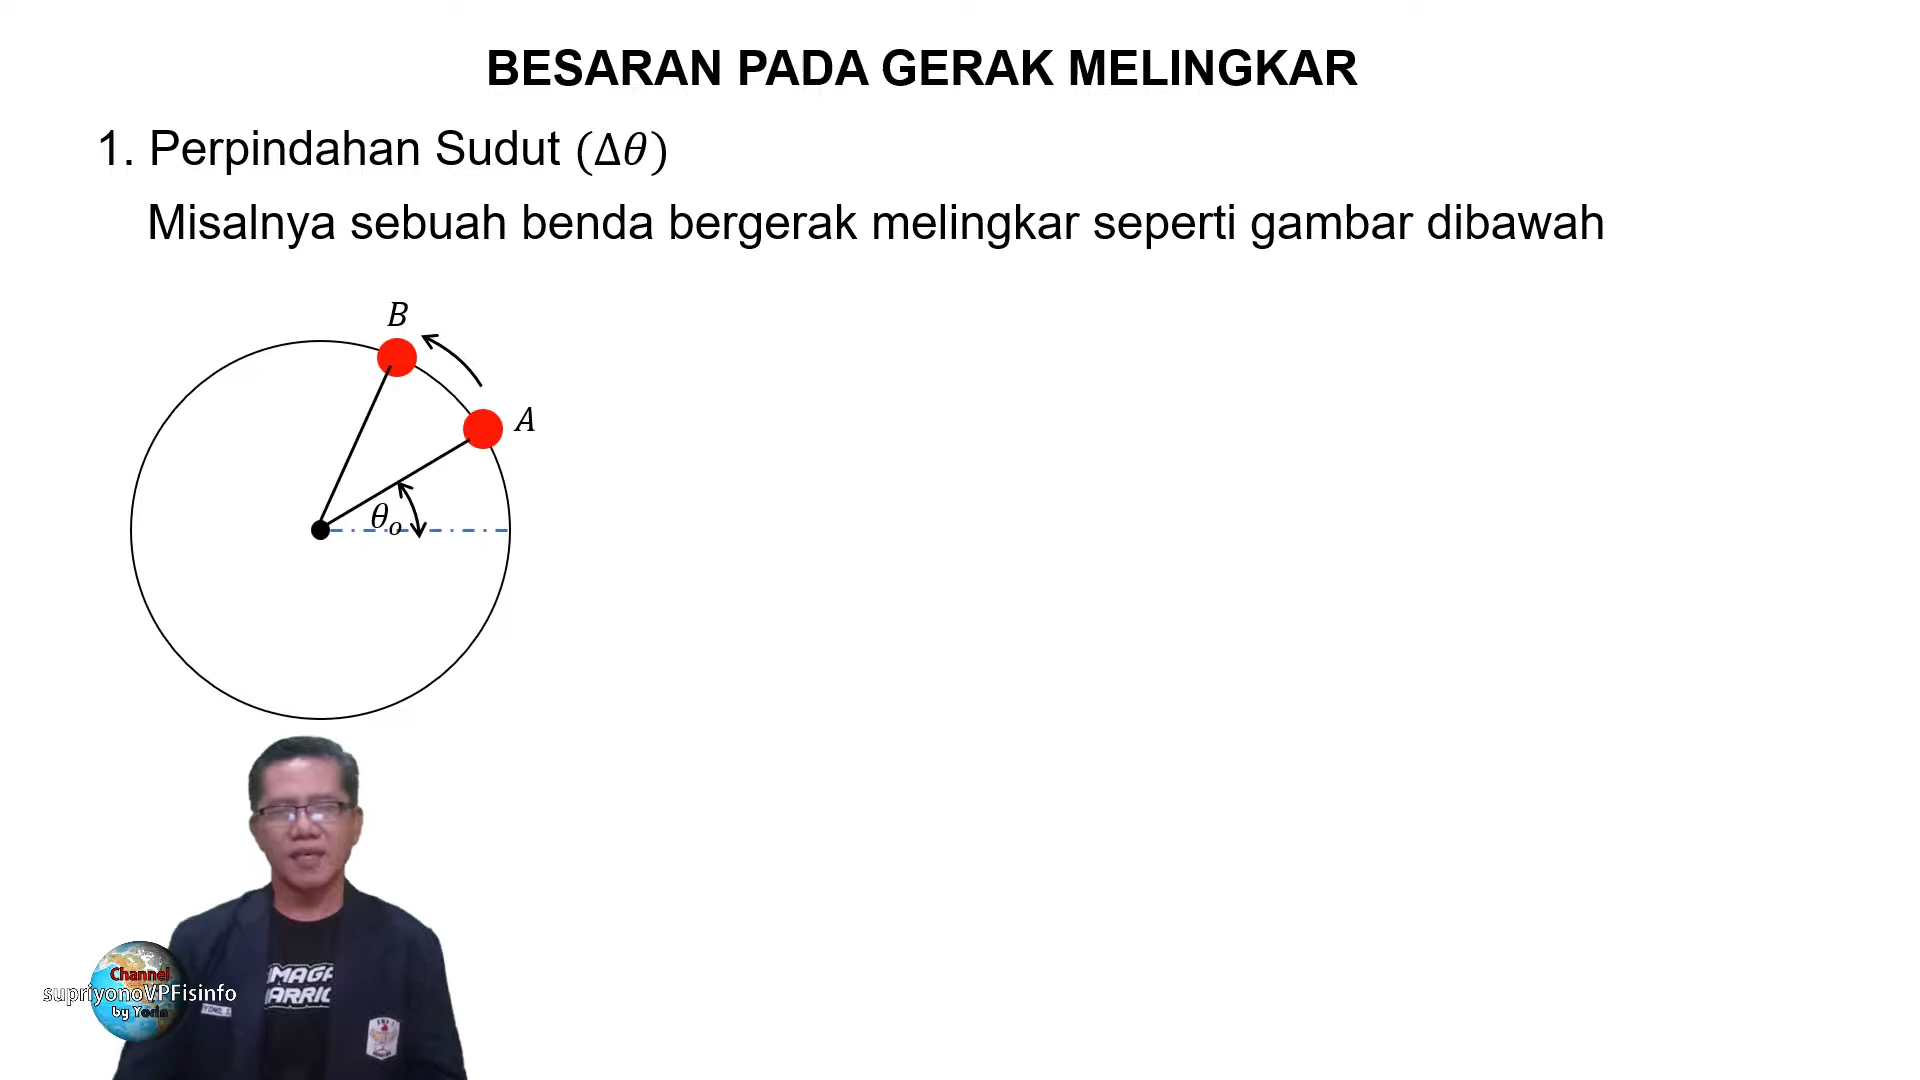 BESARAN PADA GERAK MELINGKAR
1. Perpindahan Sudut (Δθ)
Misalnya sebuah benda bergerak melingkar seperti gambar dibawah
B
A
θₒ
Channel
supriyonoVPFisinfo
by Yorin